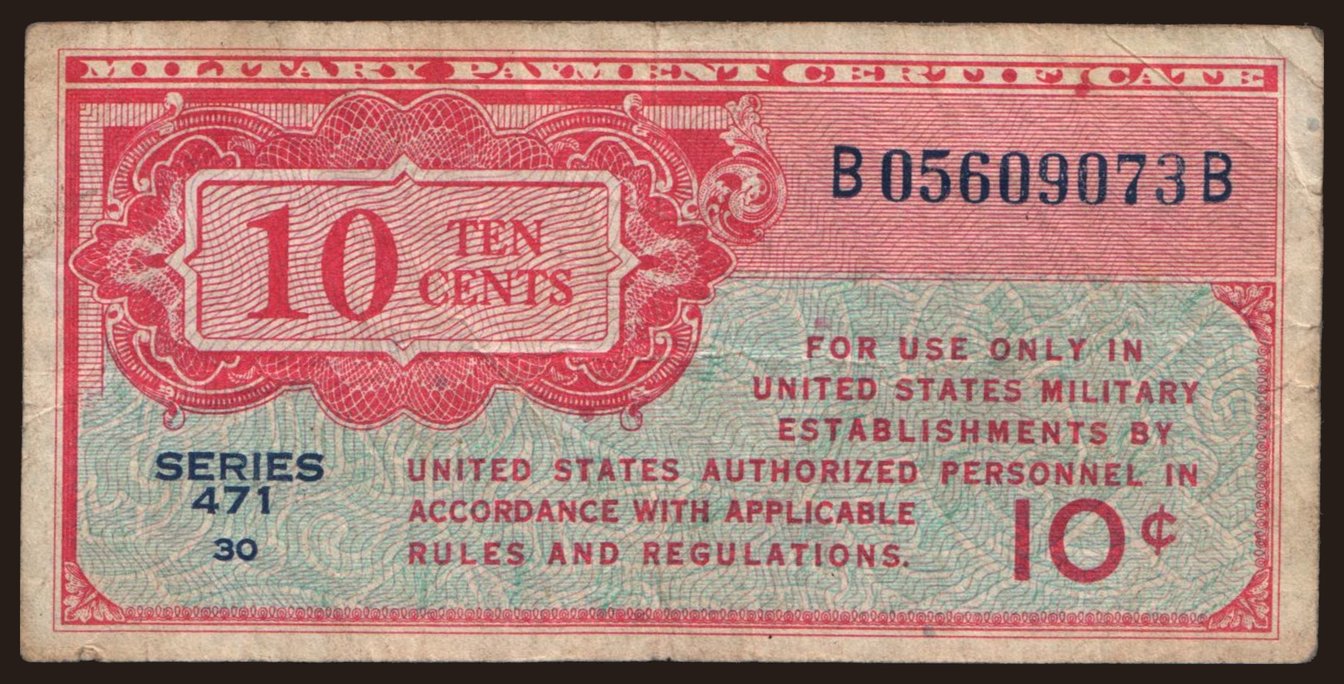 MILITARY PAYMENT CERTIFICATE
B05609073B
10 TEN
CENTS
FOR USE ONLY IN
UNITED STATES MILITARY
ESTABLISHMENTS BY
UNITED STATES AUTHORIZED PERSONNEL IN
ACCORDANCE WITH APPLICABLE
RULES AND REGULATIONS.
SERIES
471
30
10¢